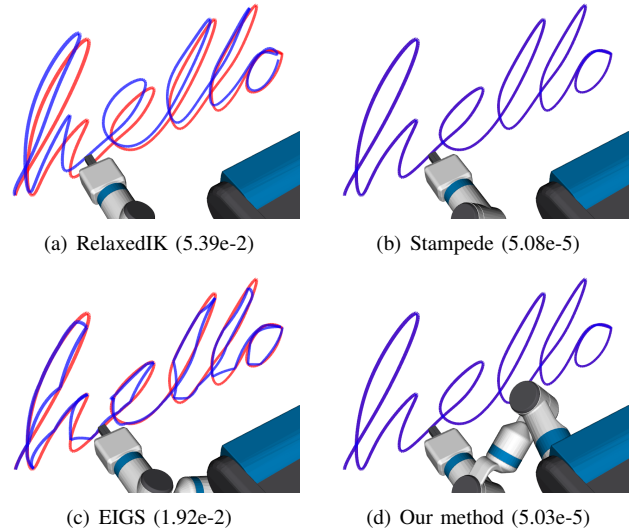 hello hello
(a) RelaxedIK (5.39e-2) (b) Stampede (5.08e-5)
hello hello
(c) EIGS (1.92e-2) (d) Our method (5.03e-5)